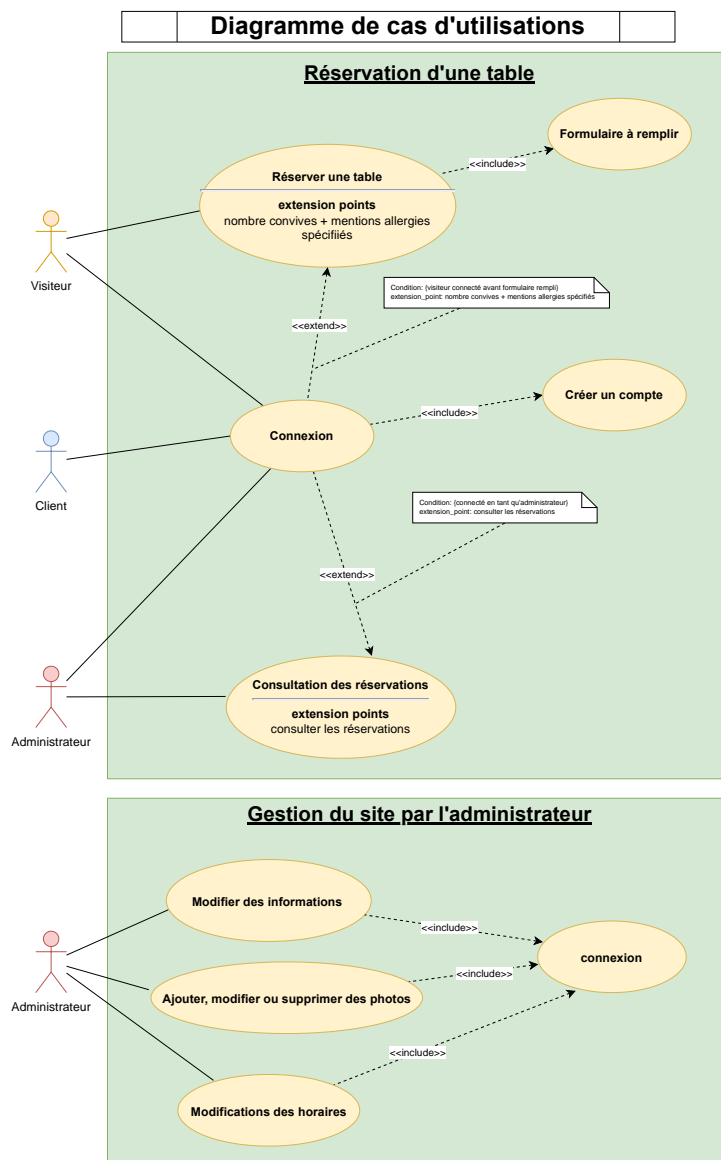 Diagramme de cas d'utilisations
Réservation d'une table
Formulaire à remplir
<<include>>
Réserver une table
extension points
nombre convives + mentions allergies
spécifiiés
Visiteur
Condition: {visiteur connecté avant formulaire rempli)
extension_point: nombre convives + mentions allergies spécifiés
<<extend>>
Créer un compte
<<include>>
Connexion
Client
Condition: {connecté en tant qu'administrateur}
extension_point: consulter les réservations
<<extend>>
Consultation des réservations
extension points
consulter les réservations
Administrateur
Gestion du site par l'administrateur
Modifier des informations
<<include>>
connexion
<<include>>
Ajouter, modifier ou supprimer des photos
Administrateur
<<include>>
Modifications des horaires